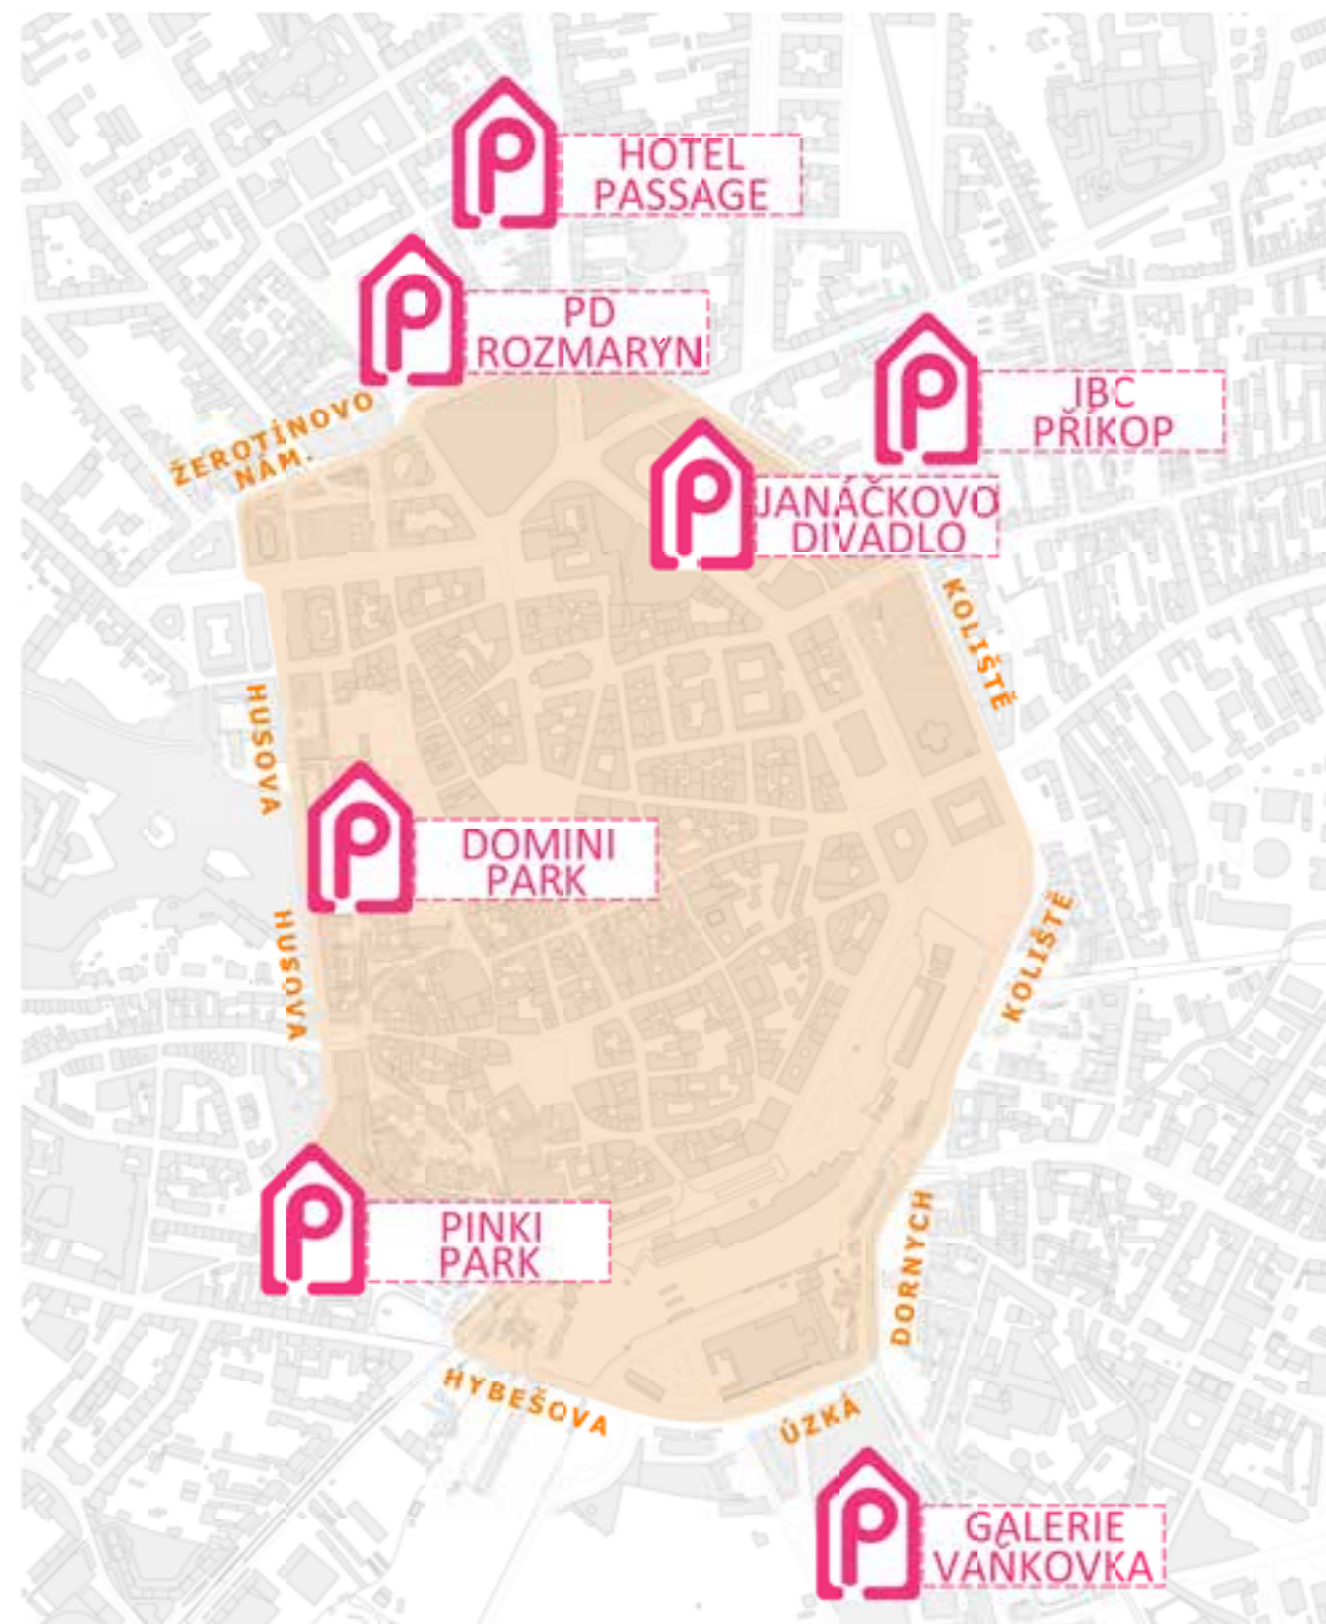 HOTEL
PASSAGE
PD
ROZMARÝN
IBC
PŘÍKOP
ŽEROTÍNOVO
NÁM.
JANÁČKOVO
DIVADLO
KOLIŠTĚ
HUSOVA
DOMINI
PARK
HUSOVA
KOLIŠTĚ
PINKI
PARK
DORNYCH
HYBEŠOVA
ÚZKÁ
GALERIE
VAŇKOVKA